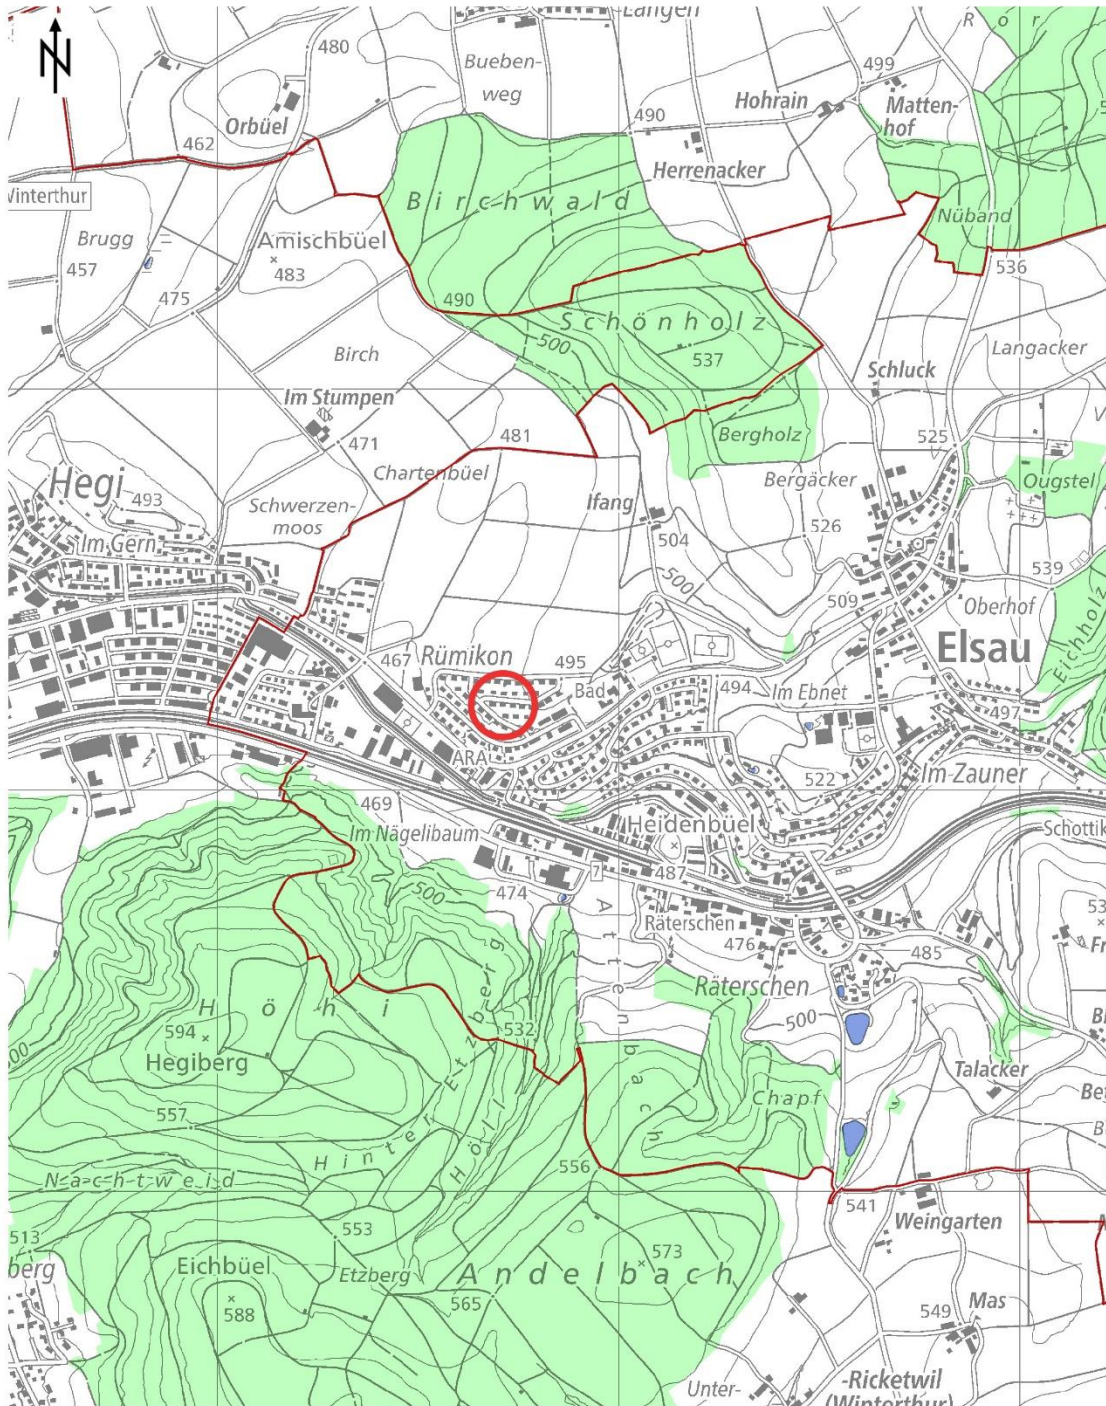 N
Langen
R ö r
480
Bueben-
weg
499
Hohrain
Matten-
hof
Orbüel
490
462
Herrenacker
Winterthur
Birchwald
Nüband
Brugg
Amischbüel
483
457
536
475
490
Schönholz
500
537
Birch
Langacker
Schluck
Im Stumpen
471
481
Bergholz
525
Chartenbüel
Hegi
493
Bergäcker
Ougstel
Schwerzen-
moos
Ifang
526
504
Im Gern
500
539
509
Oberhof
Eichholz
Elsau
467
Rümikon
495
Bad
494
Im Ebnet
497
ARA
522
Im Zauner
469
Im Nägelibaum
Heidenbüel
Schottik
487
7
474
500
Räterschen
476
485
Attenbach
Räterschen
500
Höhi
594
532
Hegiberg
Talacker
Chapf
557
Hinter Etzberg
Höll
Nachtweid
556
541
Weingarten
513
553
berg
Eichbüel
Etzberg
573
Andelbach
588
565
549
Mas
Unter-
-Ricketwil
(Winterthur)